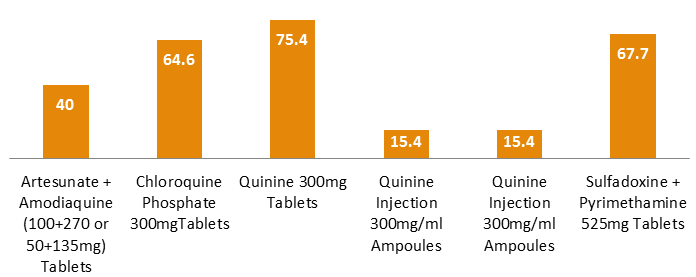 40
64.6
75.4
15.4
15.4
67.7
Artesunate +
Amodiaquine
(100+270 or
50+135mg)
Tablets
Chloroquine
Phosphate
300mgTablets
Quinine 300mg
Tablets
Quinine
Injection
300mg/ml
Ampoules
Quinine
Injection
300mg/ml
Ampoules
Sulfadoxine +
Pyrimethamine
525mg Tablets